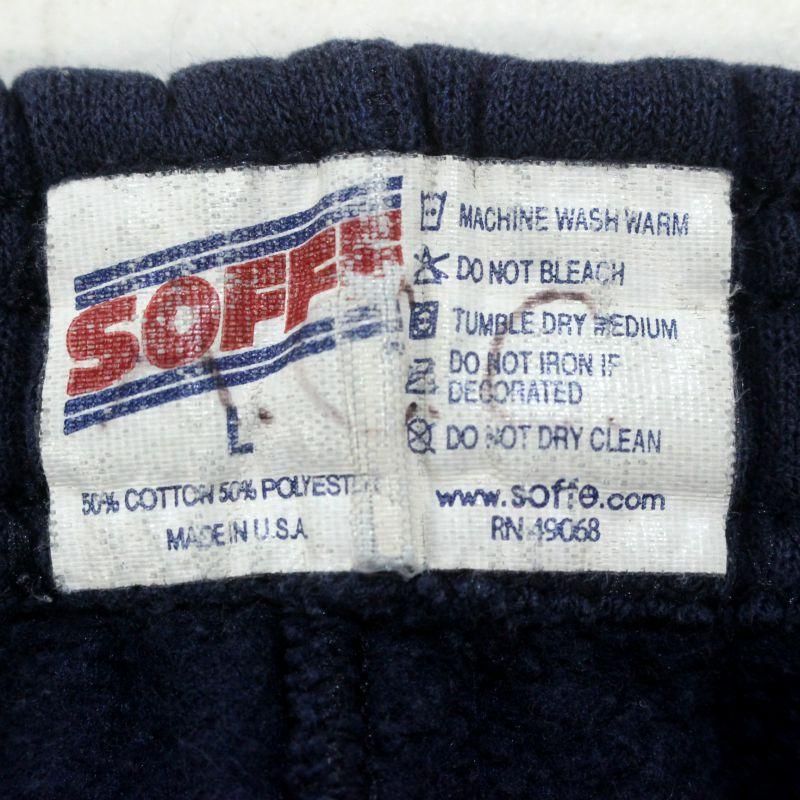 SOFFE
L
50% COTTON 50% POLYESTER
MADE IN U.S.A
MACHINE WASH WARM
DO NOT BLEACH
TUMBLE DRY MEDIUM
DO NOT IRON IF
DECORATED
DO NOT DRY CLEAN
www.soffe.com
RN 49068